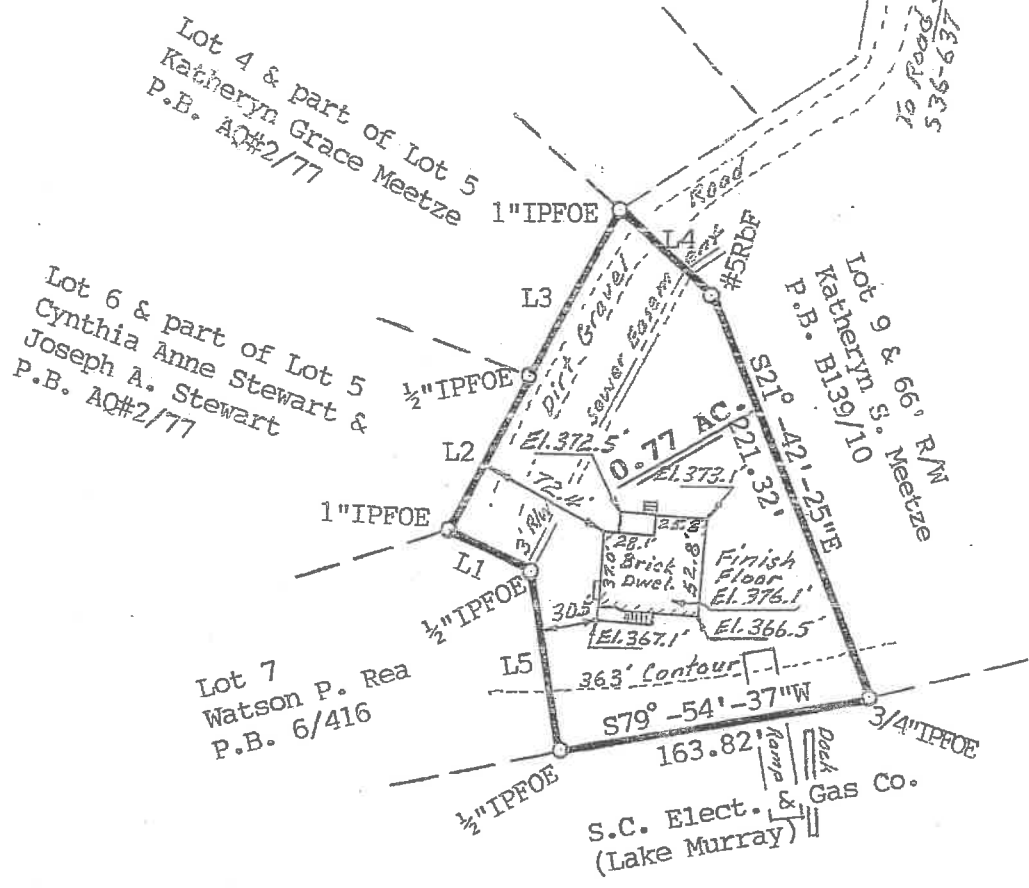 Lot 4 & part of Lot 5
Katheryn Grace Meetze
P.B. AQ#2/77
To Road
S36-637
Road
1"IPFOE
L4
#5RbF
L3
Dirt Gravel
Sewer Easement
Lot 9 & 66' R/W
Katheryn S. Meetze
P.B. B139/10
Lot 6 & part of Lot 5
Cynthia Anne Stewart &
Joseph A. Stewart
P.B. AQ#2/77
½"IPFOE
S21°-42'-25"E
221.32'
0.77 AC.
El.372.5'
El.373.1'
L2
72.4'
1"IPFOE
3' R/W
28.1'
25.8'
37.0'
Brick
Dwel.
52.8'
Finish
Floor
El.376.1'
L1
½"IPFOE
30.5'
El.367.1'
El.366.5'
L5
363' Contour
Lot 7
Watson P. Rea
P.B. 6/416
S79°-54'-37"W
163.82'
3/4"IPFOE
½"IPFOE
Ramp
Dock
S.C. Elect. & Gas Co.
(Lake Murray)